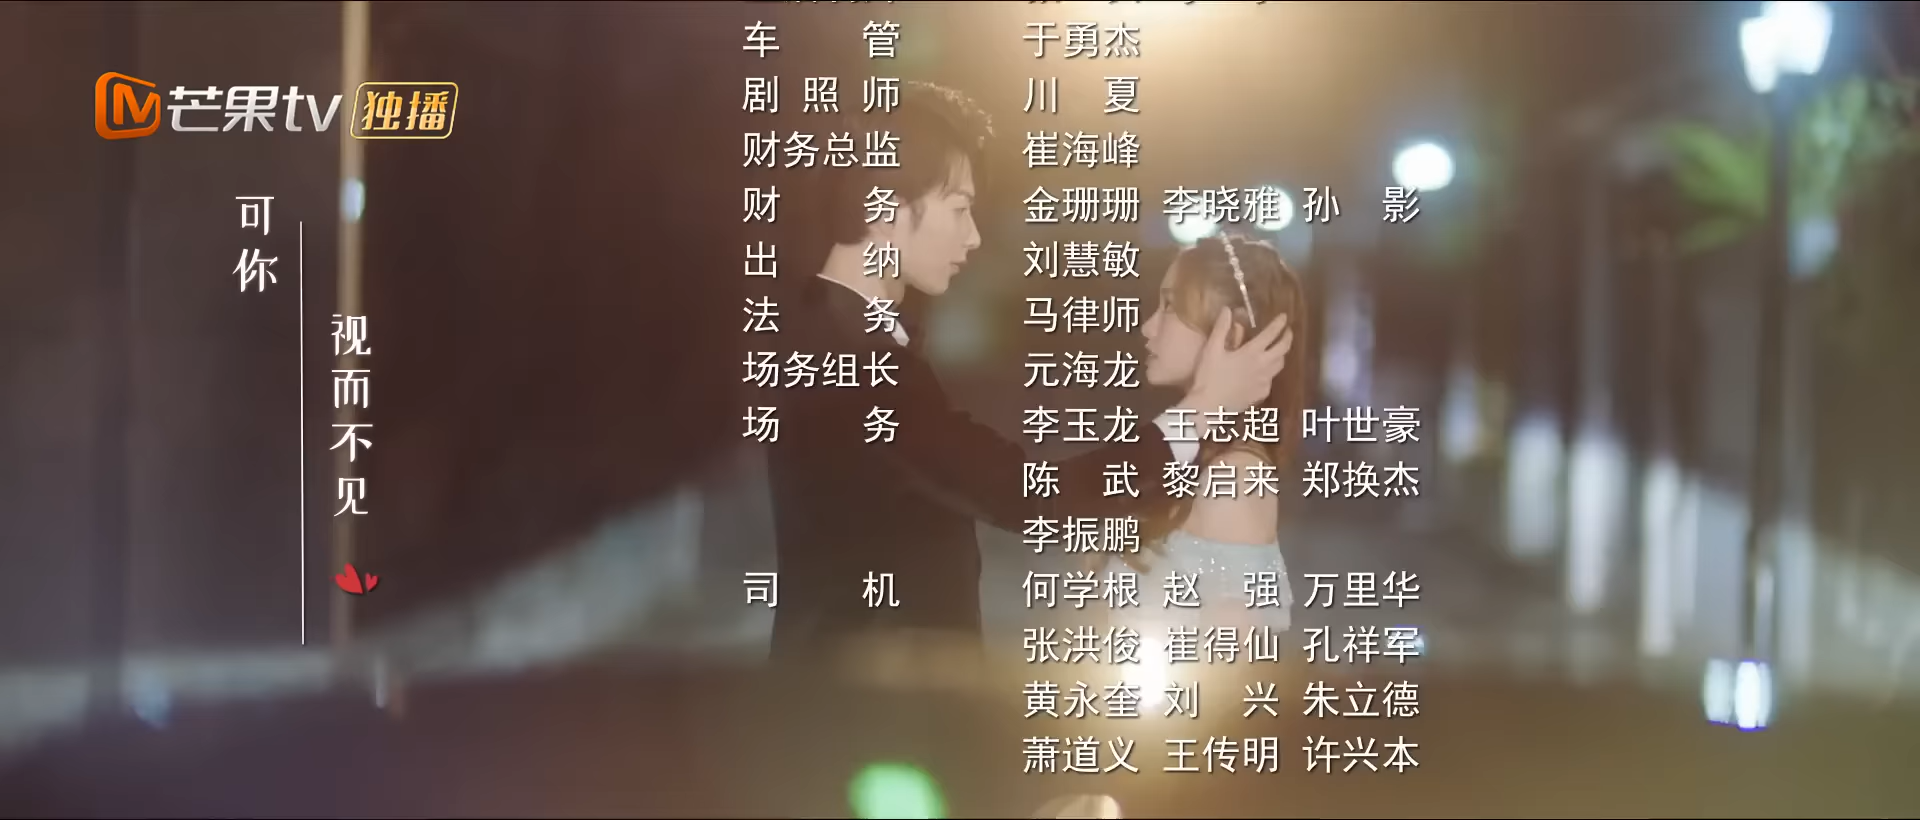 芒果tv 独播
可你
视而不见
车管 于勇杰
剧照师 川夏
财务总监 崔海峰
财务 金珊珊 李晓雅 孙影
出纳 刘慧敏
法务 马律师
场务组长 元海龙
场务 李玉龙 王志超 叶世豪
陈武 黎启来 郑换杰
李振鹏
司机 何学根 赵强 万里华
张洪俊 崔得仙 孔祥军
黄永奎 刘兴 朱立德
萧道义 王传明 许兴本